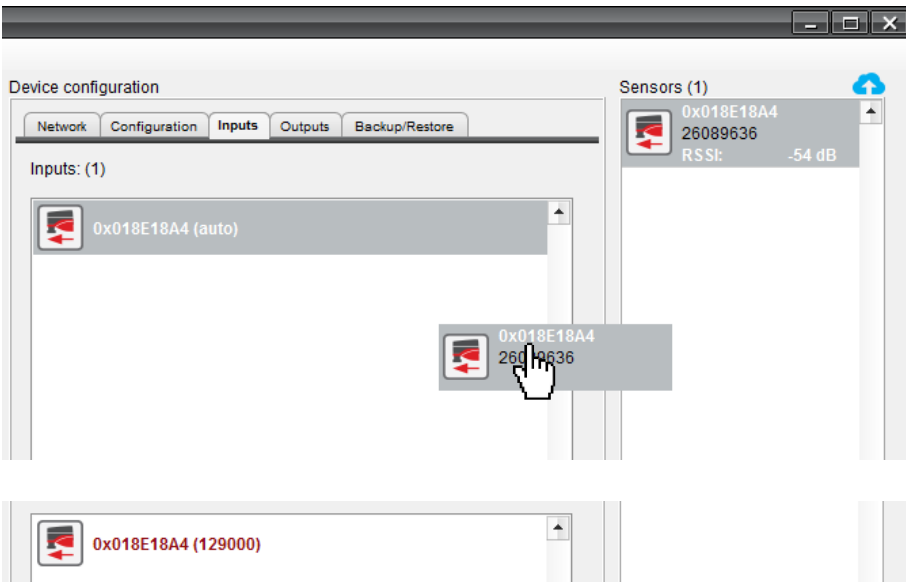 Device configuration
Sensors (1)
Network Configuration Inputs Outputs Backup/Restore
Inputs: (1)
0x018E18A4
26089636
RSSI: -54 dB
0x018E18A4 (auto)
0x018E18A4
26089636
0x018E18A4 (129000)